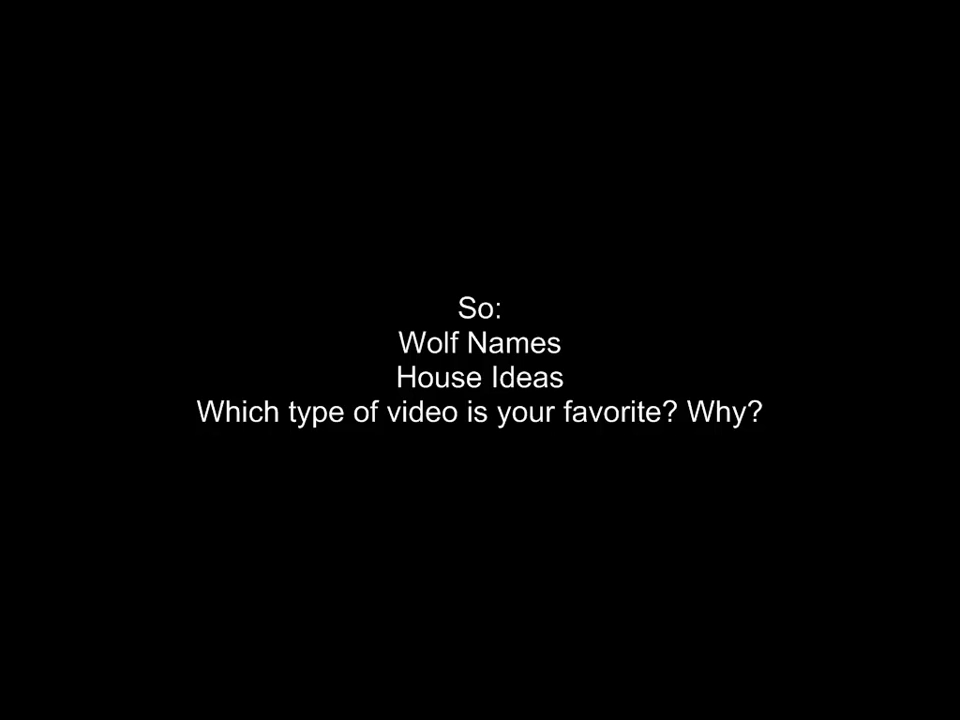 So:
Wolf Names
House Ideas
Which type of video is your favorite? Why?